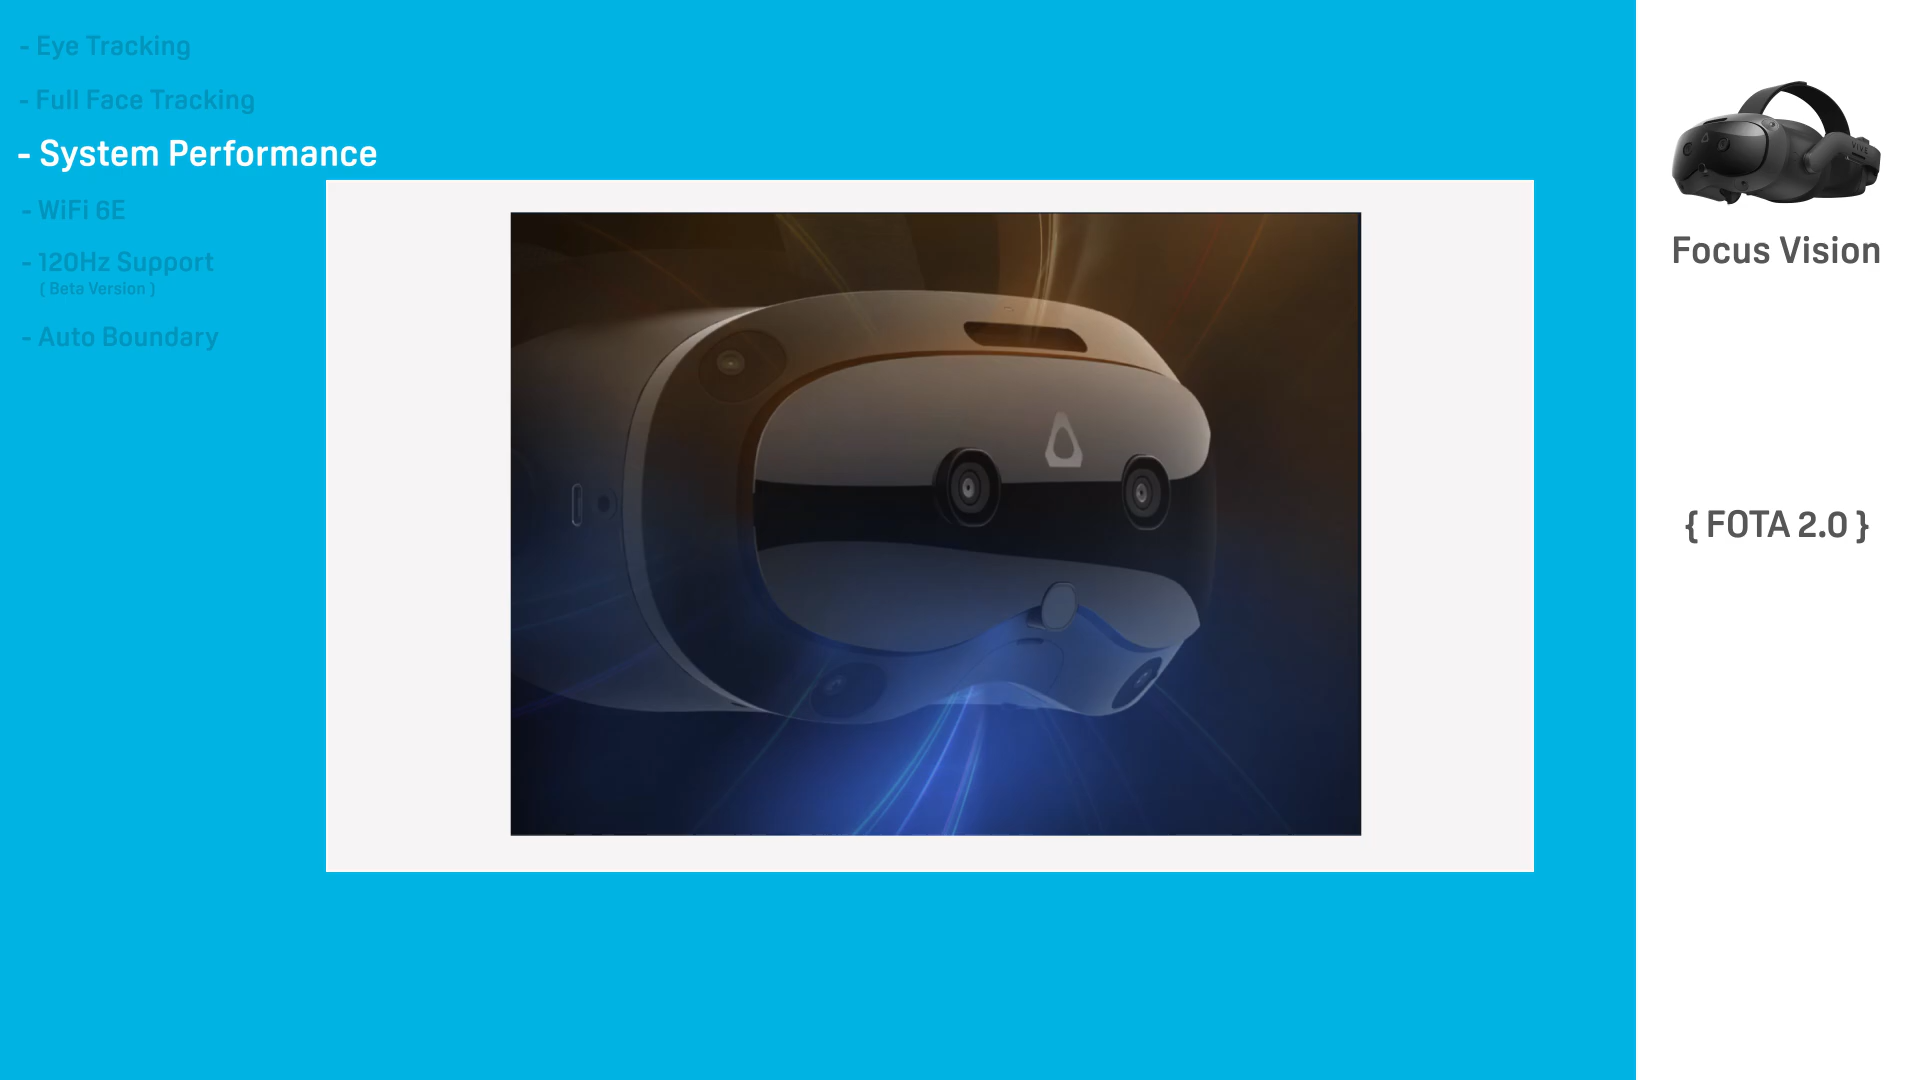 - Eye Tracking
- Full Face Tracking
- System Performance
- WiFi 6E
- 120Hz Support
( Beta Version )
- Auto Boundary
VIVE
Focus Vision
{ FOTA 2.0 }